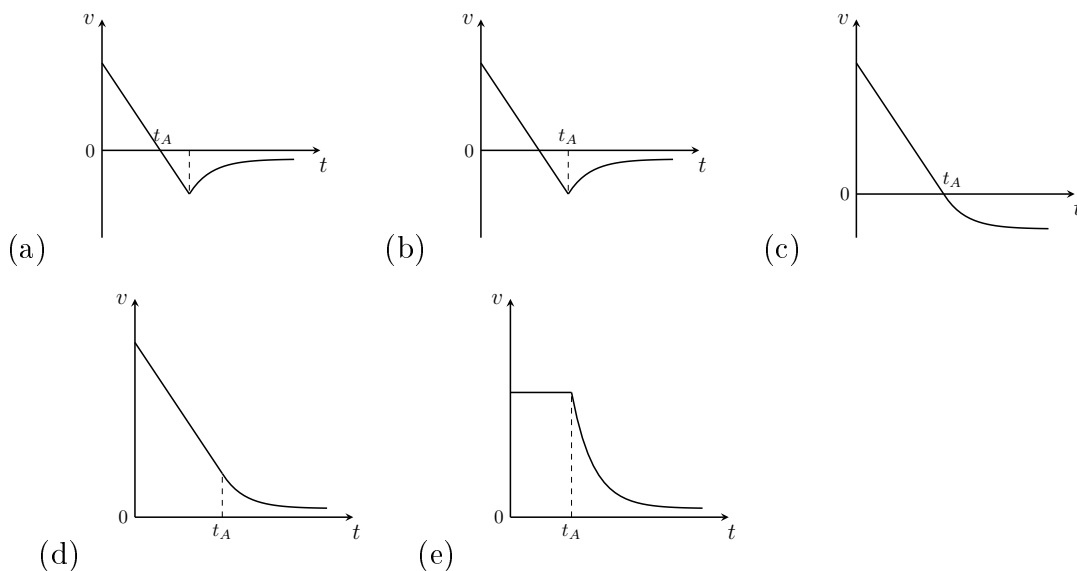 v v v
t_A t_A
0 t 0 t 0 t_A t
(a) (b) (c)
v v
0 t_A t 0 t_A t
(d) (e)